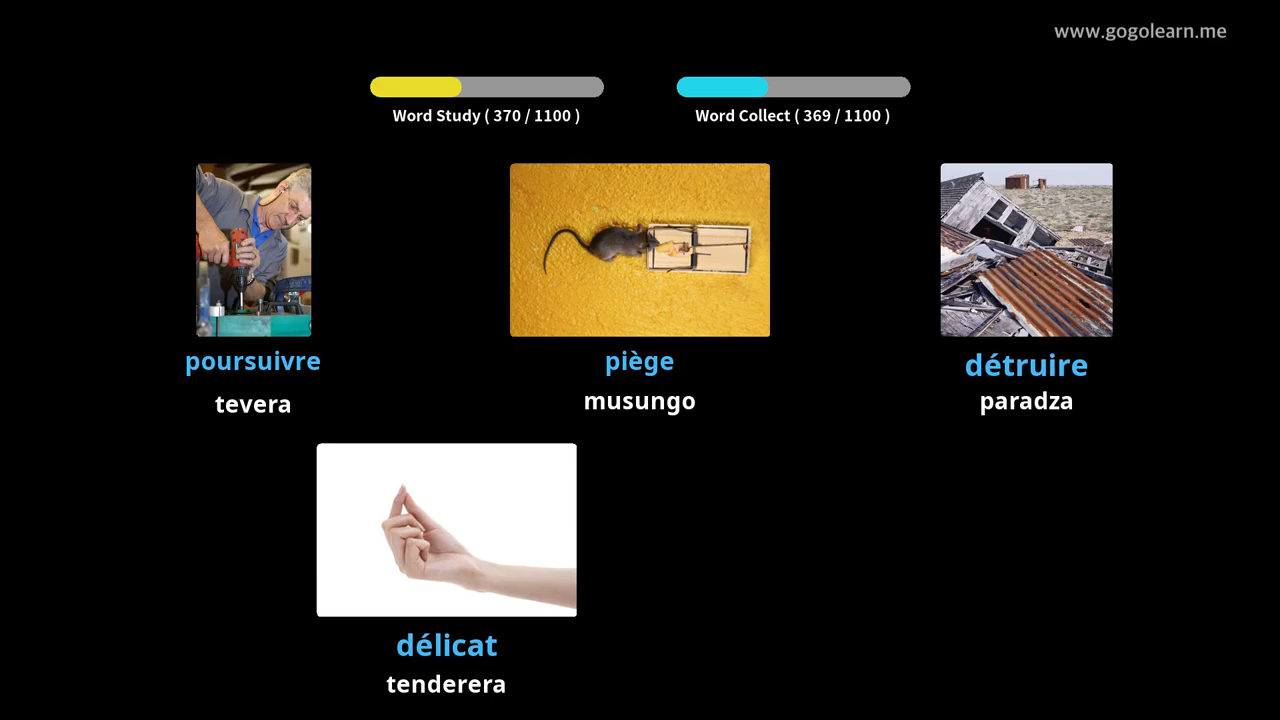 www.gogolearn.me
Word Study ( 370 / 1100 )
Word Collect ( 369 / 1100 )
poursuivre
tevera
piège
musungo
détruire
paradza
délicat
tenderera